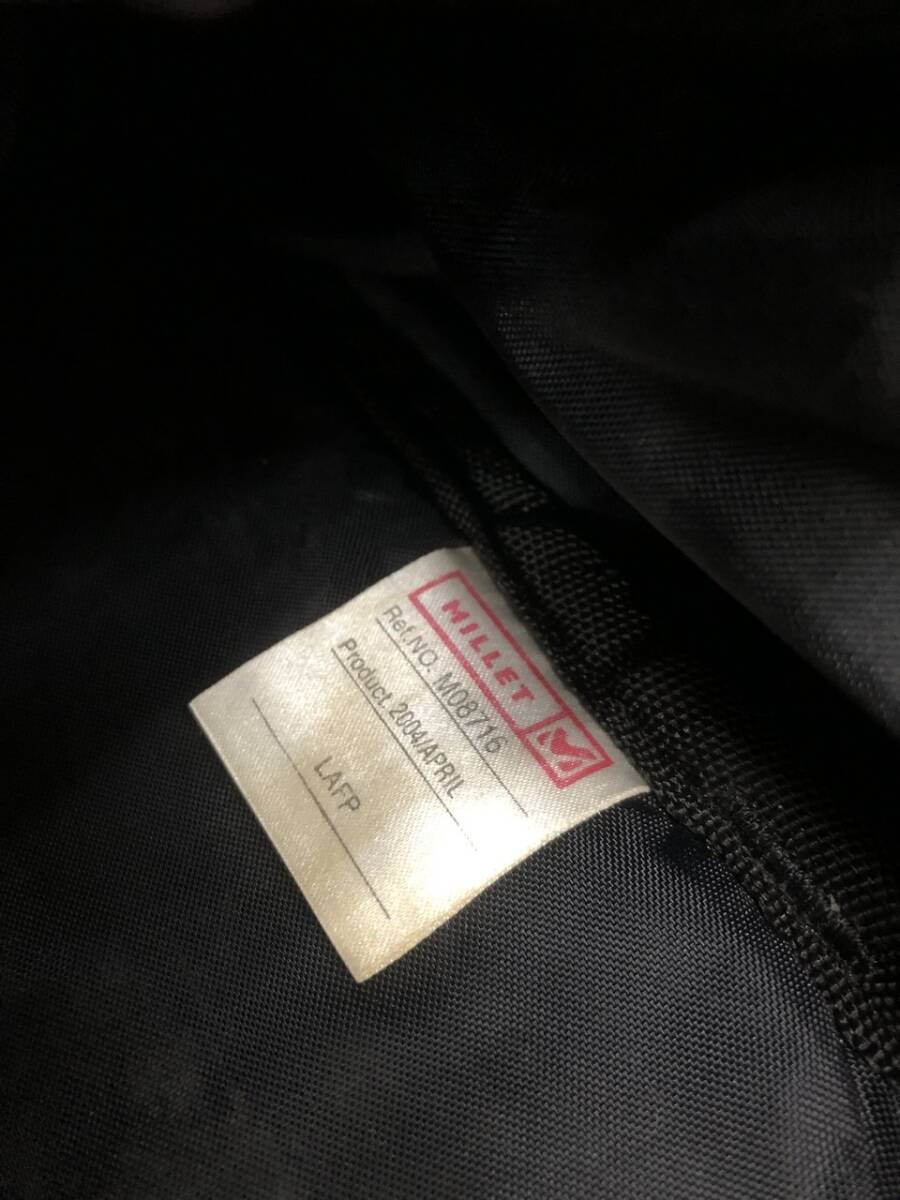 MILLET
Ref.NO. M08716
Product. 2004/APRIL
LAFP